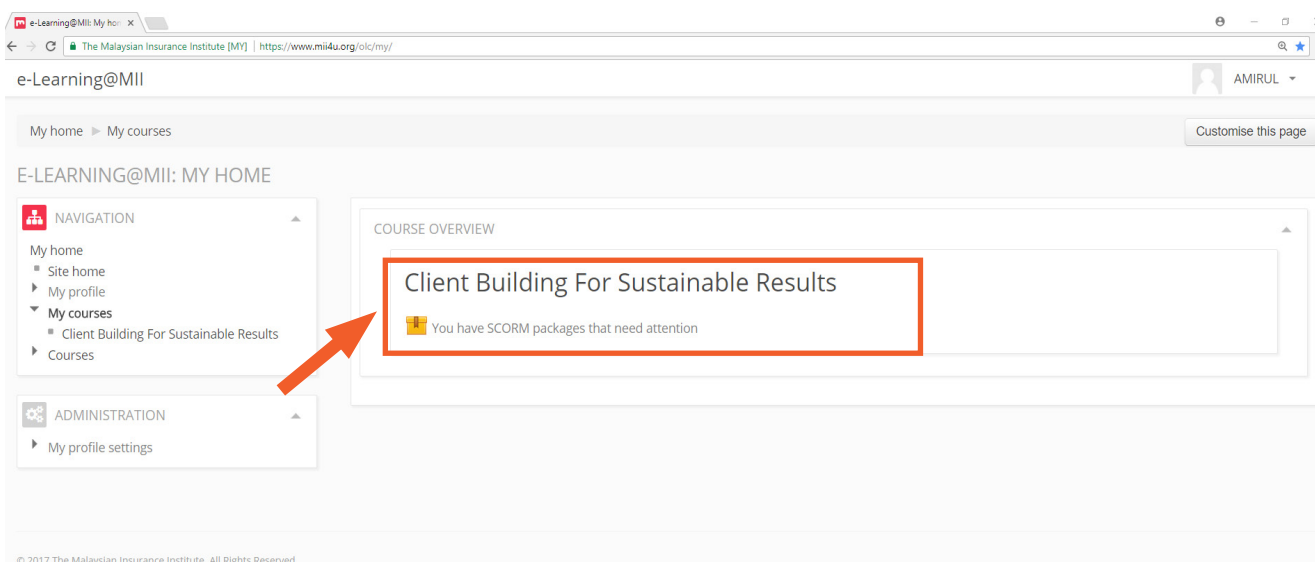 e-Learning@MII: My hon
The Malaysian Insurance Institute [MY] | https://www.mii4u.org/olc/my/
e-Learning@MII
AMIRUL
My home ▶ My courses
Customise this page
E-LEARNING@MII: MY HOME
NAVIGATION
My home
Site home
My profile
My courses
Client Building For Sustainable Results
Courses
ADMINISTRATION
My profile settings
COURSE OVERVIEW
Client Building For Sustainable Results
You have SCORM packages that need attention
© 2017 The Malaysian Insurance Institute. All Rights Reserved